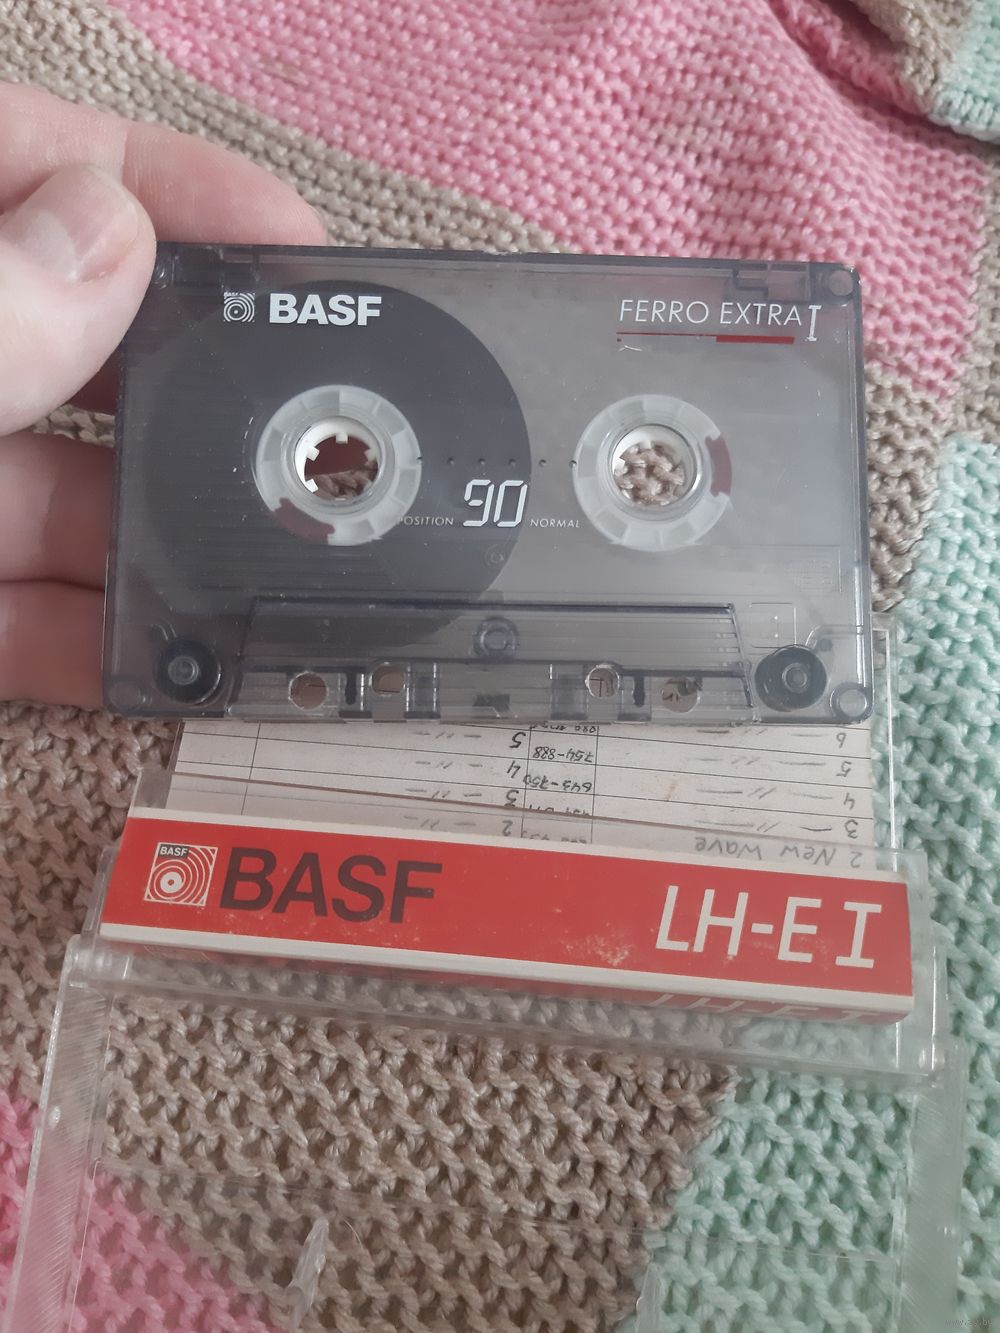 BASF
FERRO EXTRA I
POSITION 90 NORMAL
6 — 〃 —
5 — 〃 — 754-828 5 — 〃 —
4 — 〃 — 643-750 4 — 〃 —
3 — 〃 — 3 — 〃 —
2 New Wave 2 — 〃 —
BASF
BASF LH-E I